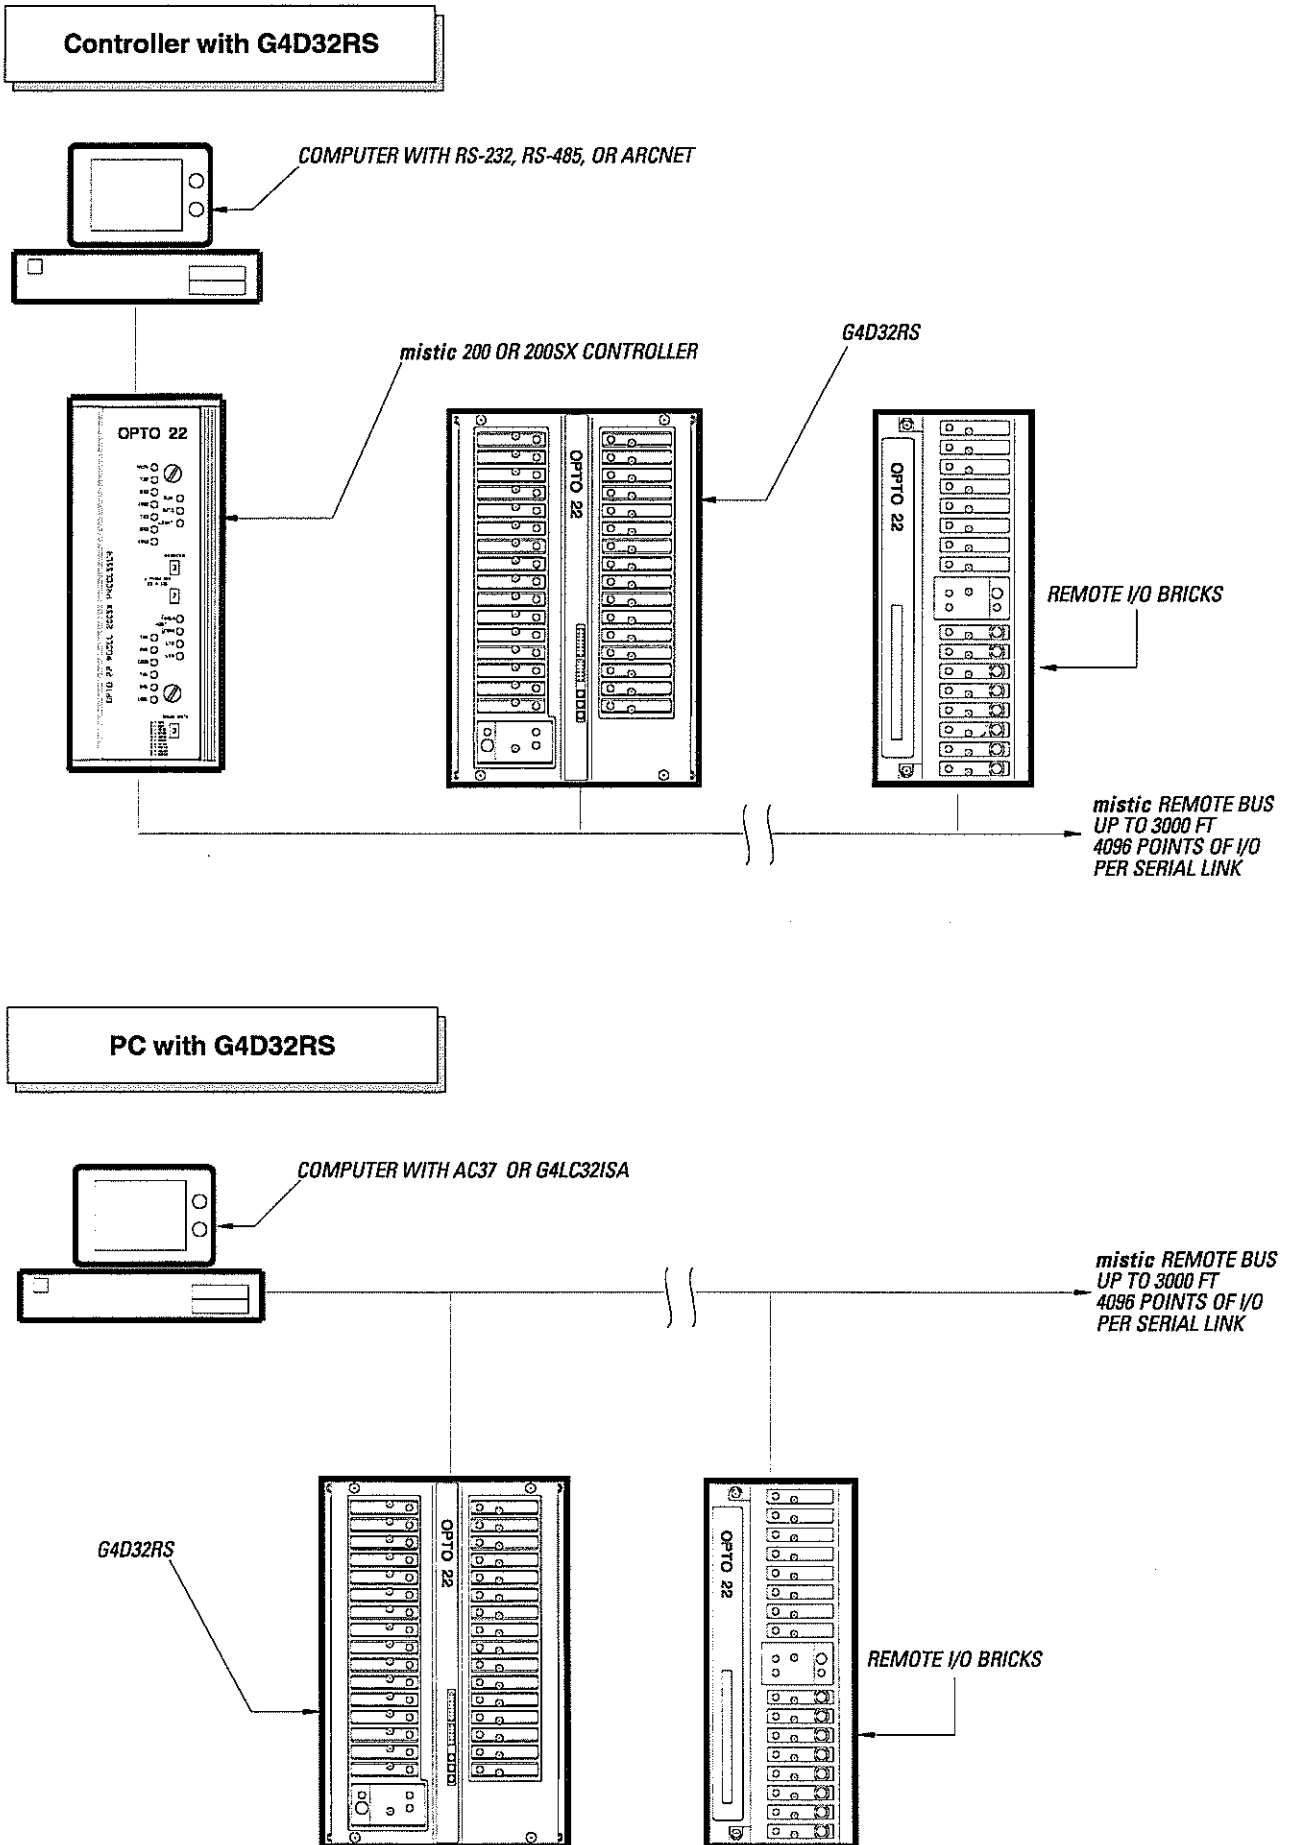 Controller with G4D32RS
COMPUTER WITH RS-232, RS-485, OR ARCNET
mistic 200 OR 200SX CONTROLLER
G4D32RS
OPTO 22
OPTO 22
OPTO 22
REMOTE I/O BRICKS
mistic REMOTE BUS
UP TO 3000 FT
4096 POINTS OF I/O
PER SERIAL LINK
PC with G4D32RS
COMPUTER WITH AC37 OR G4LC32ISA
mistic REMOTE BUS
UP TO 3000 FT
4096 POINTS OF I/O
PER SERIAL LINK
G4D32RS
OPTO 22
OPTO 22
REMOTE I/O BRICKS